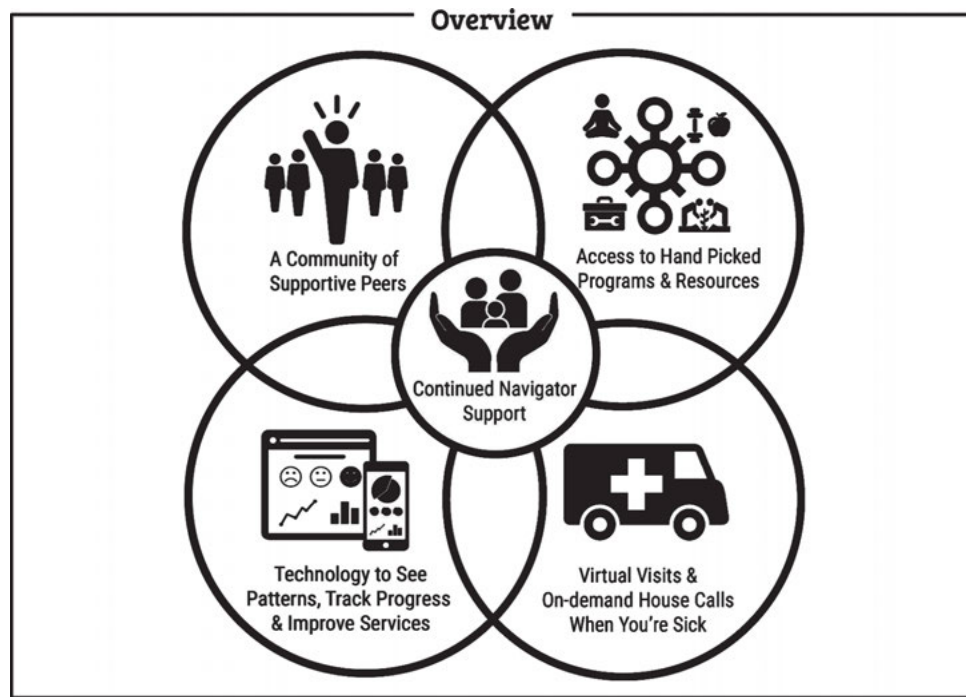 Overview
A Community of
Supportive Peers
Access to Hand Picked
Programs & Resources
Continued Navigator
Support
Technology to See
Patterns, Track Progress
& Improve Services
Virtual Visits &
On-demand House Calls
When You're Sick